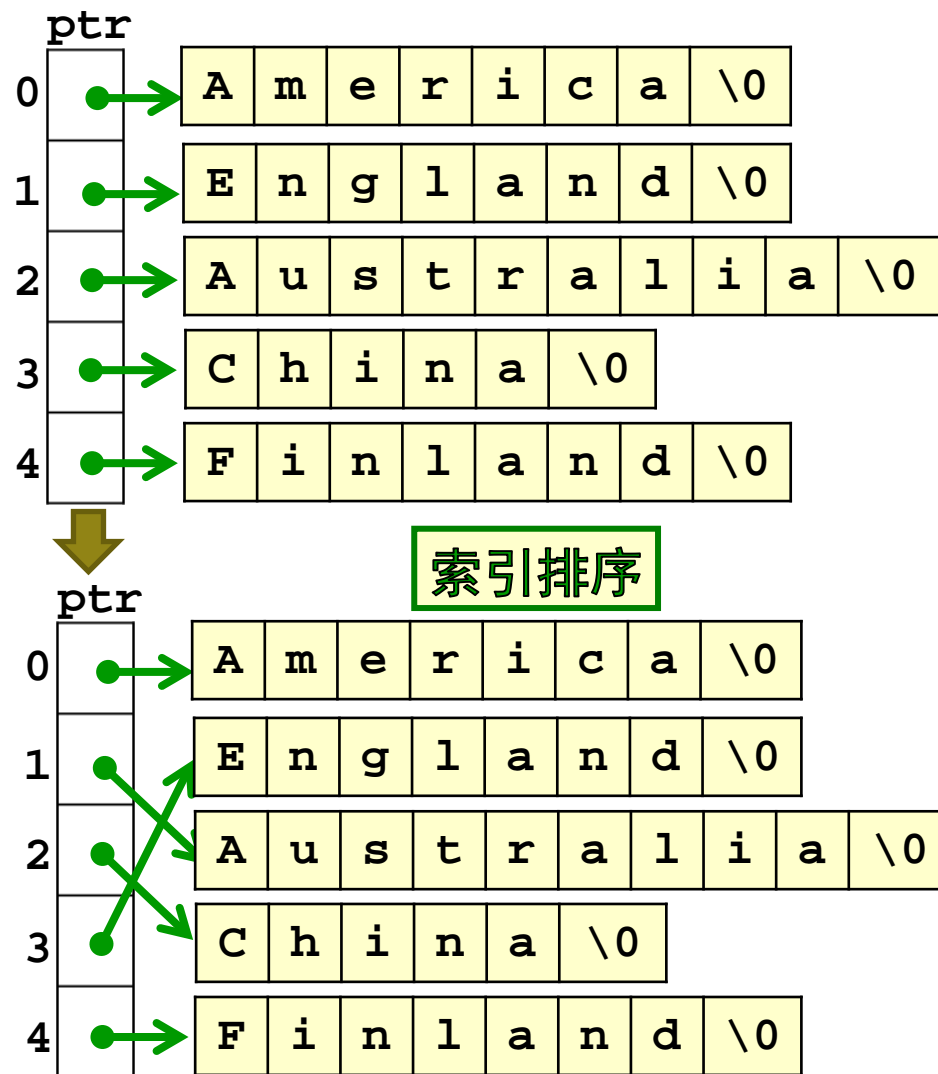 ptr
0 A m e r i c a \0
1 E n g l a n d \0
2 A u s t r a l i a \0
3 C h i n a \0
4 F i n l a n d \0
索引排序
ptr
0 A m e r i c a \0
1 E n g l a n d \0
2 A u s t r a l i a \0
3 C h i n a \0
4 F i n l a n d \0